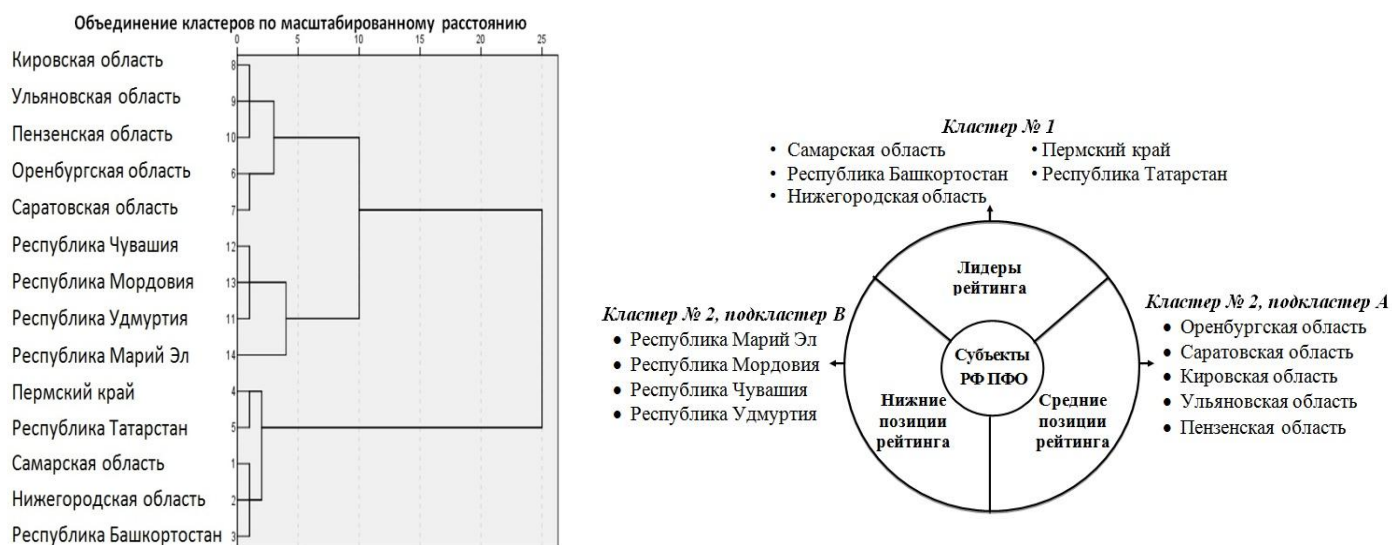 Объединение кластеров по масштабированному расстоянию
0 5 10 15 20 25
Кировская область 8
Ульяновская область 9
Пензенская область 10
Оренбургская область 6
Саратовская область 7
Республика Чувашия 12
Республика Мордовия 13
Республика Удмуртия 11
Республика Марий Эл 14
Пермский край 4
Республика Татарстан 5
Самарская область 1
Нижегородская область 2
Республика Башкортостан 3
Кластер № 1
• Самарская область
• Республика Башкортостан
• Нижегородская область
• Пермский край
• Республика Татарстан
Лидеры
рейтинга
Кластер № 2, подкластер В
• Республика Марий Эл
• Республика Мордовия
• Республика Чувашия
• Республика Удмуртия
Субъекты
РФ ПФО
Нижние
позиции
рейтинга
Средние
позиции
рейтинга
Кластер № 2, подкластер А
• Оренбургская область
• Саратовская область
• Кировская область
• Ульяновская область
• Пензенская область